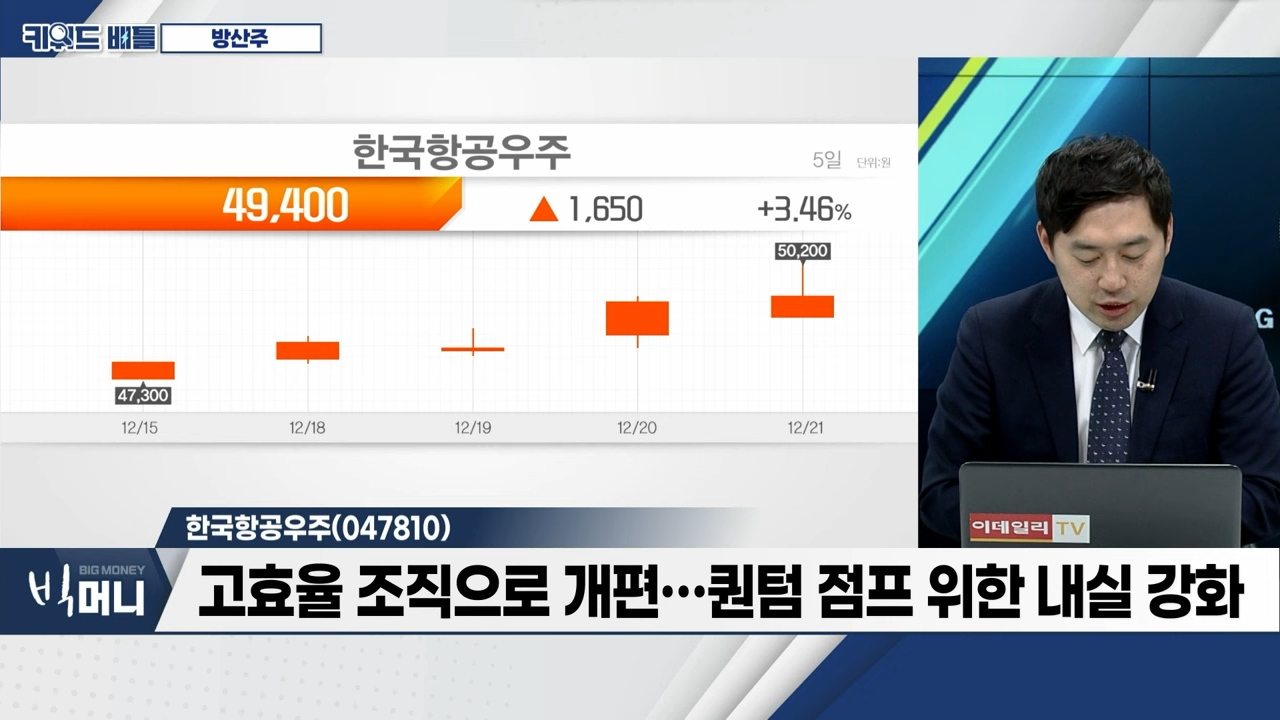 키워드 배틀
방산주
한국항공우주
5일 단위:원
49,400 ▲ 1,650 +3.46%
50,200
47,300
12/15 12/18 12/19 12/20 12/21
G
이데일리TV
한국항공우주(047810)
BIG MONEY
빅머니
고효율 조직으로 개편…퀀텀 점프 위한 내실 강화